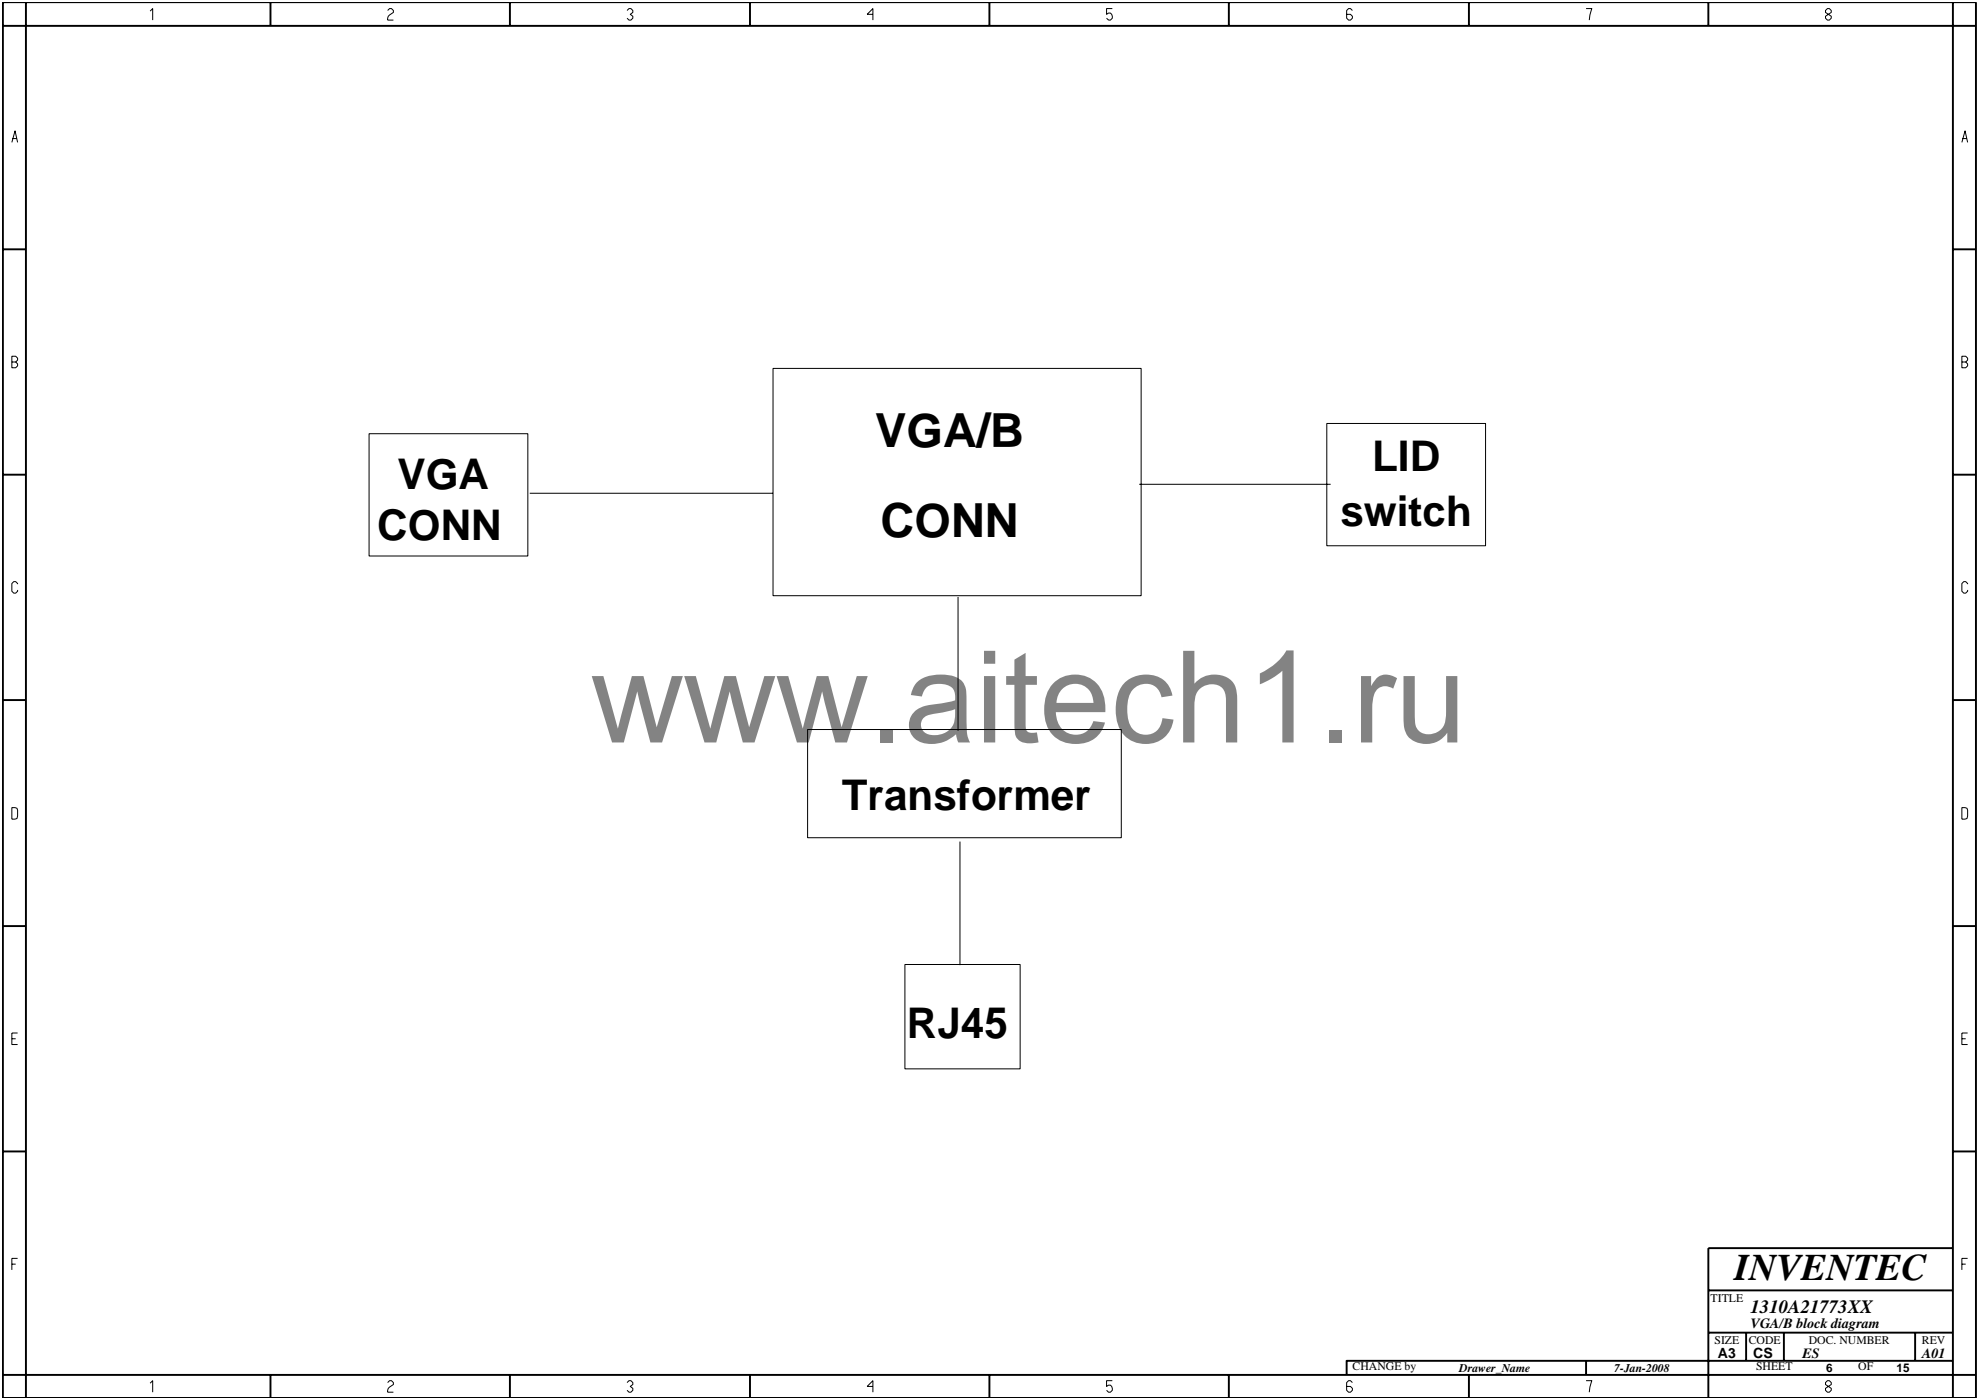 1 2 3 4 5 6 7 8
A A
B B
VGA/B
CONN
VGA
CONN
LID
switch
C C
www.aitech1.ru
Transformer
D D
RJ45
E E
F F
INVENTEC
TITLE 1310A21773XX
VGA/B block diagram
SIZE CODE DOC. NUMBER REV
A3 CS ES A01
CHANGE by Drawer_Name 7-Jan-2008 SHEET 6 OF 15
1 2 3 4 5 6 7 8